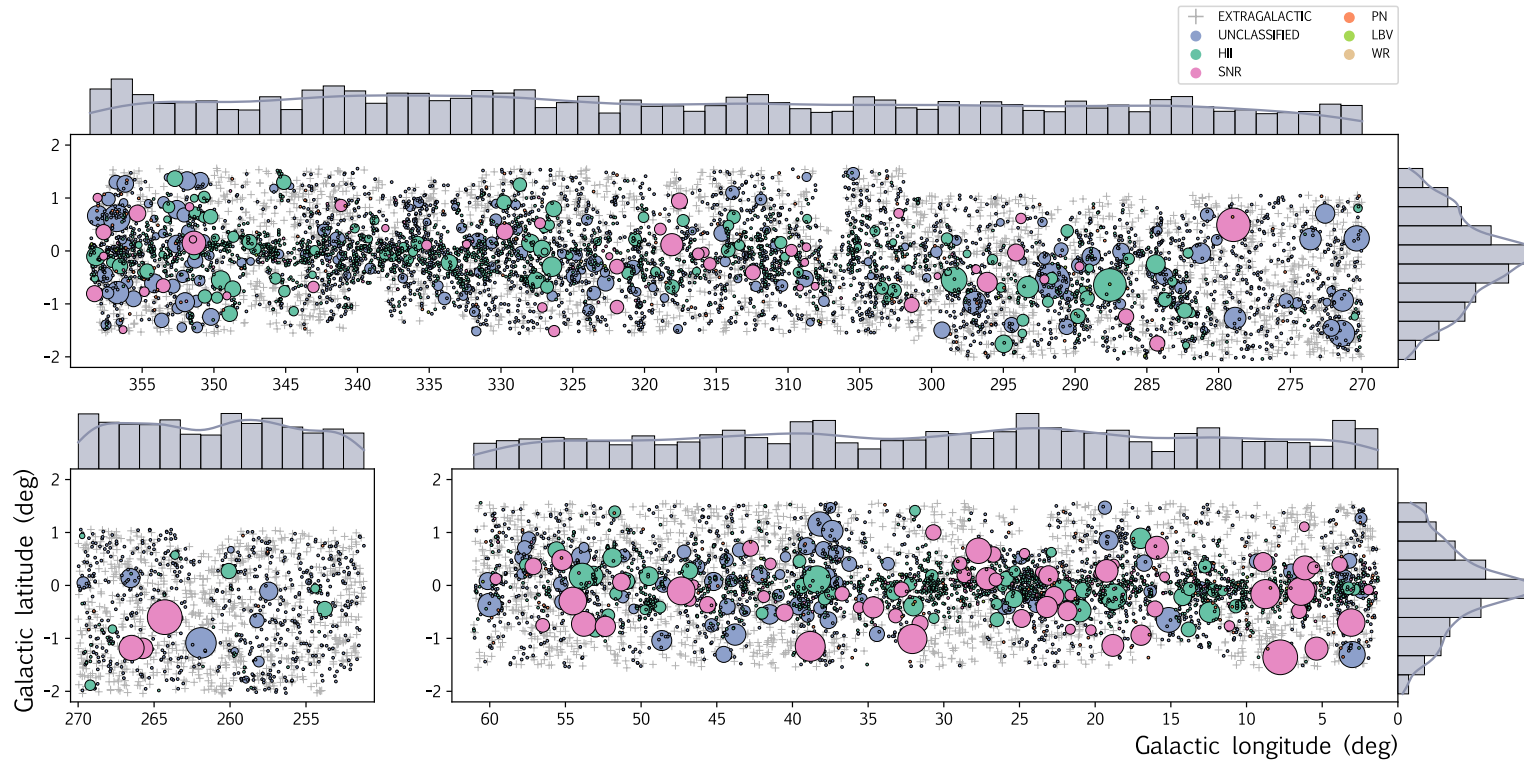 EXTRAGALACTIC PN
UNCLASSIFIED LBV
HII WR
SNR
2
1
0
-1
-2
355 350 345 340 335 330 325 320 315 310 305 300 295 290 285 280 275 270
Galactic latitude (deg)
2 2
1 1
0 0
-1 -1
-2 -2
270 265 260 255 60 55 50 45 40 35 30 25 20 15 10 5 0
Galactic longitude (deg)